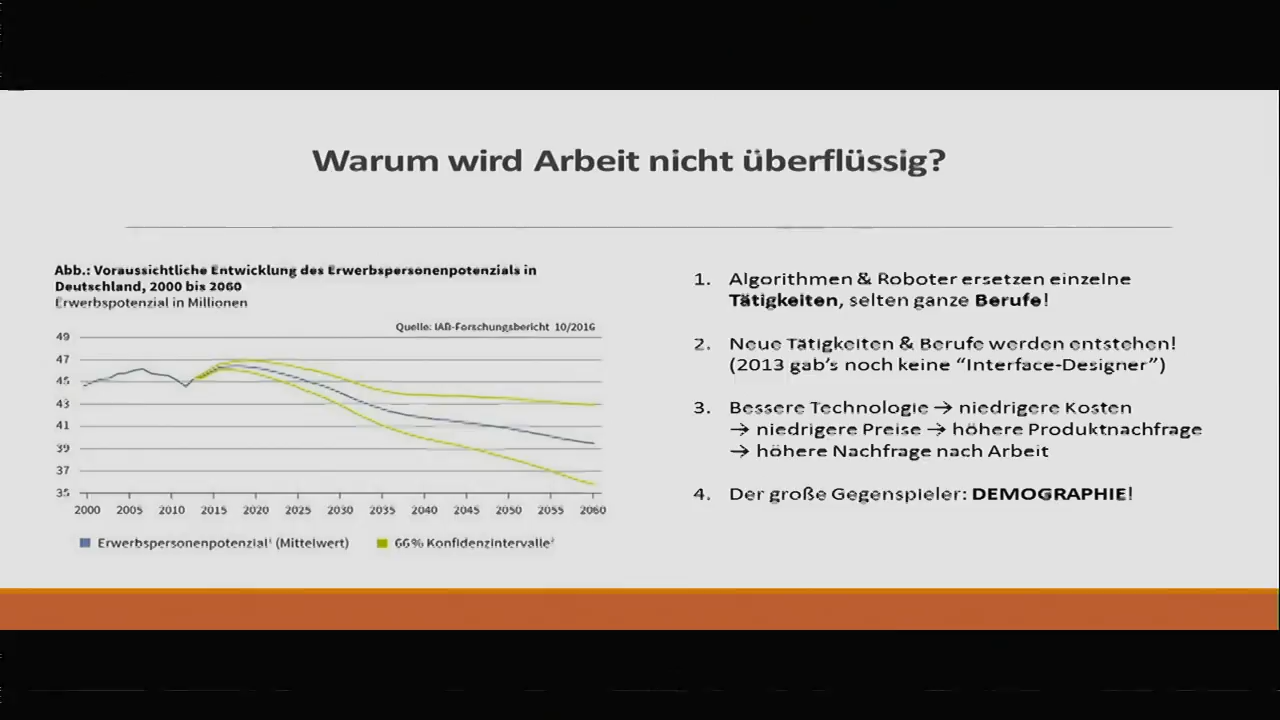 Warum wird Arbeit nicht überflüssig?
Abb.: Voraussichtliche Entwicklung des Erwerbspersonenpotenzials in
Deutschland, 2000 bis 2060
Erwerbspotenzial in Millionen
Quelle: IAB-Forschungsbericht 10/2016
49
47
45
43
41
39
37
35
2000 2005 2010 2015 2020 2025 2030 2035 2040 2045 2050 2055 2060
Erwerbspersonenpotenzial¹ (Mittelwert) 66% Konfidenzintervalle²
1. Algorithmen & Roboter ersetzen einzelne
Tätigkeiten, selten ganze Berufe!
2. Neue Tätigkeiten & Berufe werden entstehen!
(2013 gab’s noch keine “Interface-Designer”)
3. Bessere Technologie → niedrigere Kosten
→ niedrigere Preise → höhere Produktnachfrage
→ höhere Nachfrage nach Arbeit
4. Der große Gegenspieler: DEMOGRAPHIE!